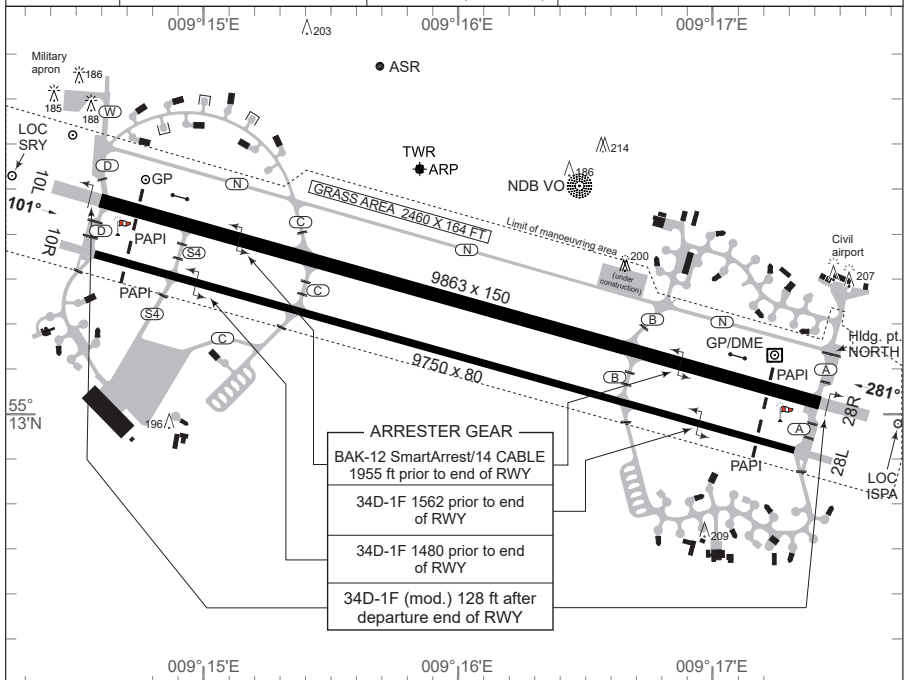 009°15'E
009°16'E
009°17'E
203
Military
apron
186
185
188
W
ASR
LOC
SRY
D
GP
N
TWR
ARP
214
186
NDB VO
10L
101°
D
10R
PAPI
PAPI
S4
S4
C
C
C
GRASS AREA 2460 X 164 FT
N
Limit of manoeuvring area
200
(under
construction)
9863 x 150
9750 x 80
Civil
airport
207
B
N
GP/DME
Hldg. pt.
NORTH
PAPI
A
B
281°
28R
A
28L
PAPI
LOC
ISPA
55°
13'N
196
209
ARRESTER GEAR
BAK-12 SmartArrest/14 CABLE
1955 ft prior to end of RWY
34D-1F 1562 prior to end
of RWY
34D-1F 1480 prior to end
of RWY
34D-1F (mod.) 128 ft after
departure end of RWY
009°15'E
009°16'E
009°17'E